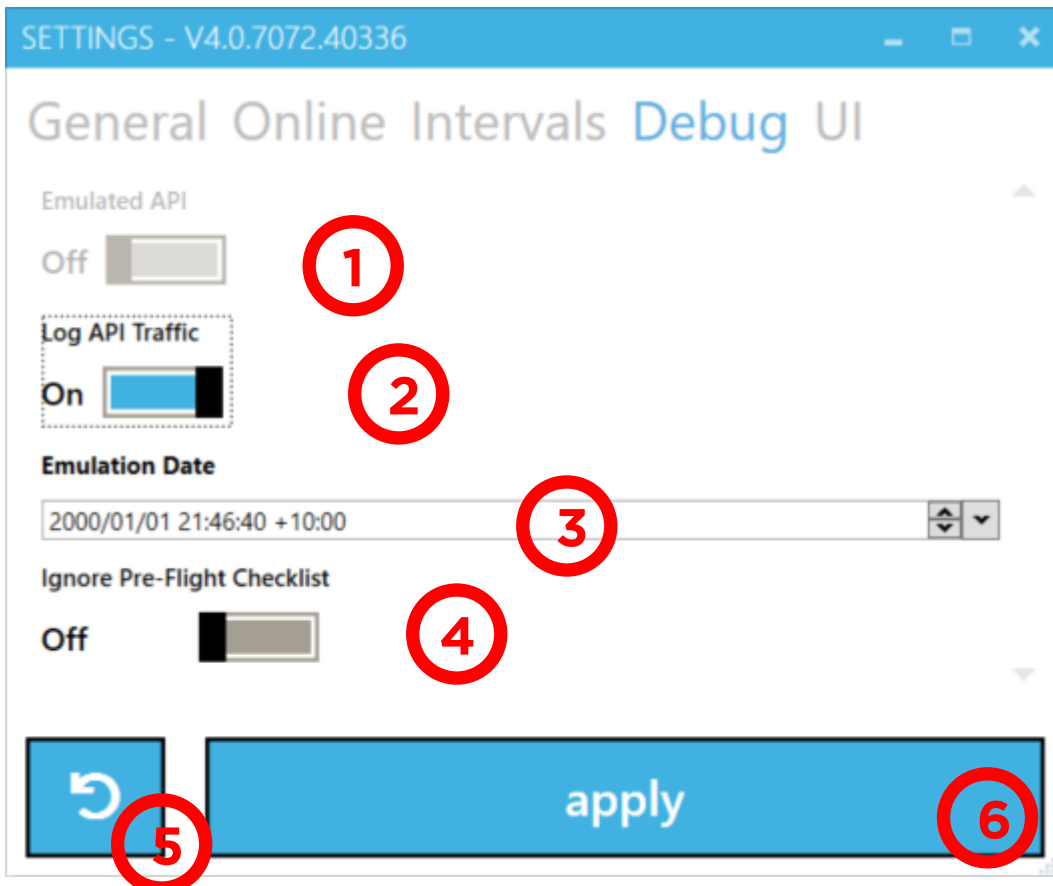 SETTINGS - V4.0.7072.40336
General Online Intervals Debug UI
Emulated API
Off
1
Log API Traffic
On
2
Emulation Date
2000/01/01 21:46:40 +10:00
3
Ignore Pre-Flight Checklist
Off
4
5
apply
6